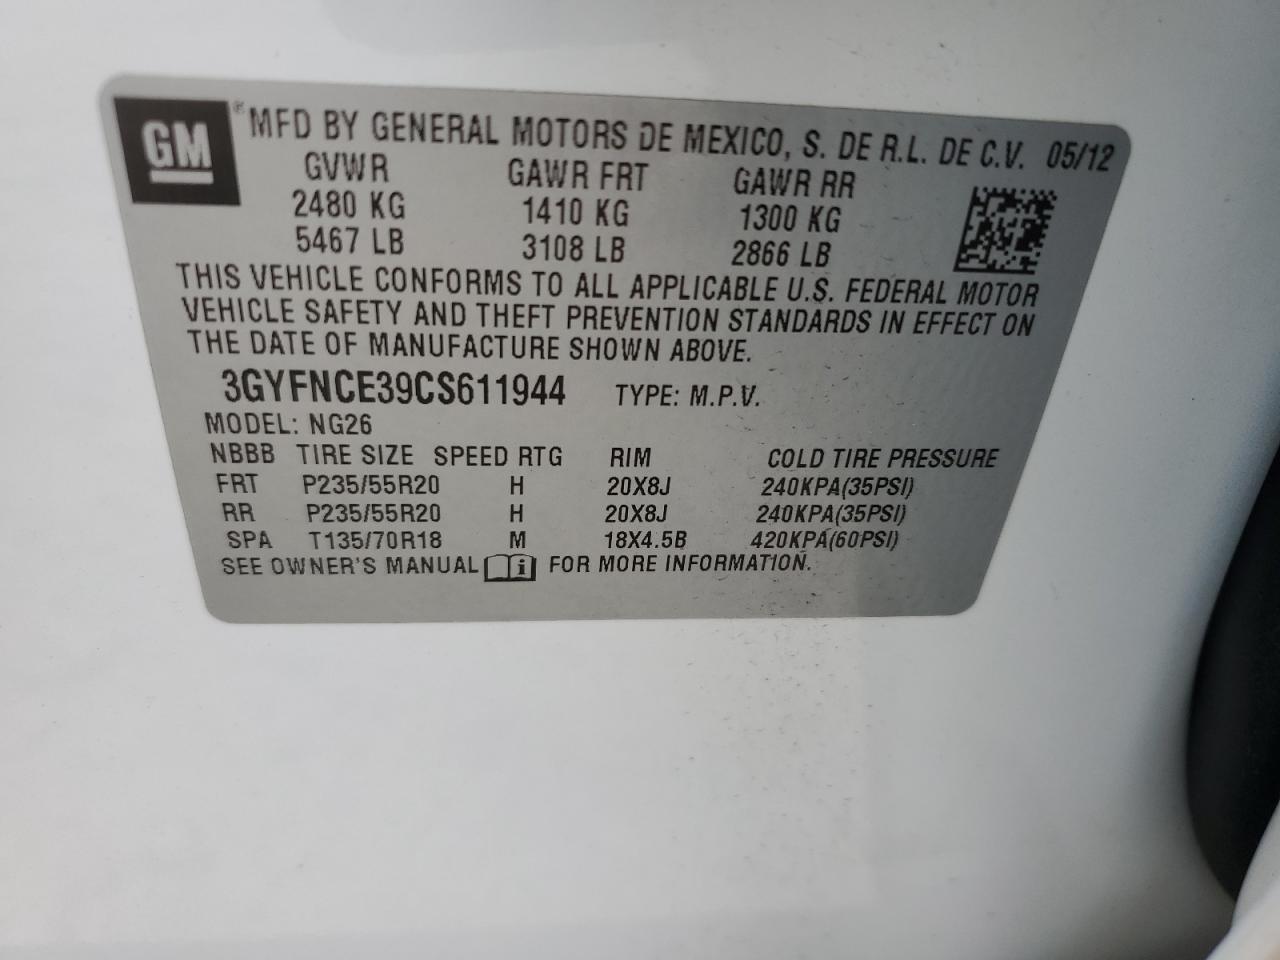 GM ® MFD BY GENERAL MOTORS DE MEXICO, S. DE R.L. DE C.V. 05/12
GVWR GAWR FRT GAWR RR
2480 KG 1410 KG 1300 KG
5467 LB 3108 LB 2866 LB
THIS VEHICLE CONFORMS TO ALL APPLICABLE U.S. FEDERAL MOTOR
VEHICLE SAFETY AND THEFT PREVENTION STANDARDS IN EFFECT ON
THE DATE OF MANUFACTURE SHOWN ABOVE.
3GYFNCE39CS611944 TYPE: M.P.V.
MODEL: NG26
NBBB TIRE SIZE SPEED RTG RIM COLD TIRE PRESSURE
FRT P235/55R20 H 20X8J 240KPA(35PSI)
RR P235/55R20 H 20X8J 240KPA(35PSI)
SPA T135/70R18 M 18X4.5B 420KPA(60PSI)
SEE OWNER'S MANUAL i FOR MORE INFORMATION.